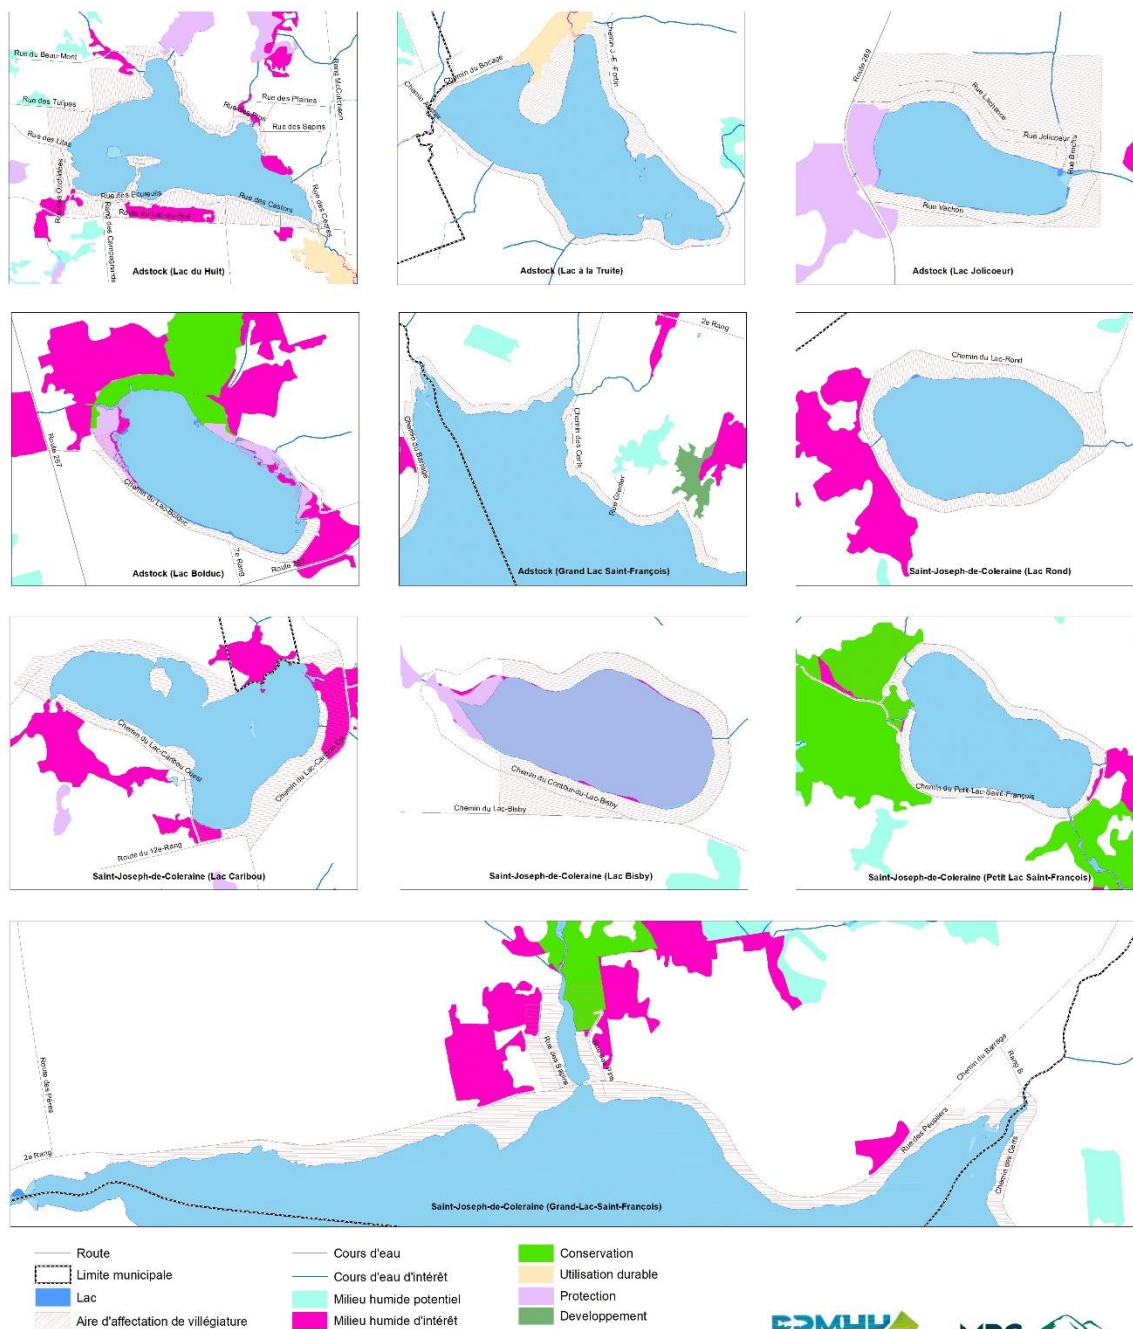 Rue du Beau-Mont
Rang McCutcheon
Rue des Tulipes
Rue des Plaines
Rue des Lilas
Rue des Sapins
Rue des Orchidées
Rue des Écureuils
Rue des Castors
Rue des Cèdres
Route du Lac-du-Huit
Rang des Campagnards
Adstock (Lac du Huit)
Chemin du Bocage
Chemin J.-E.-Fortin
Adstock (Lac à la Truite)
Route 269
Rue Lachance
Rue Jolicoeur
Rue Vachon
Adstock (Lac Jolicoeur)
Route 267
Chemin du Lac-Bolduc
7e Rang
Route 267
Adstock (Lac Bolduc)
2e Rang
Chemin du Barrage
Chemin des Cerfs
Rue Grenier
Adstock (Grand Lac Saint-François)
Chemin du Lac-Rond
Saint-Joseph-de-Coleraine (Lac Rond)
Chemin du Lac-Caribou Ouest
Chemin du Lac-Caribou Est
Route du 12e-Rang
Saint-Joseph-de-Coleraine (Lac Caribou)
Chemin du Contour-du-Lac-Bisby
Chemin du Lac-Bisby
Saint-Joseph-de-Coleraine (Lac Bisby)
Chemin du Petit-Lac-Saint-François
Saint-Joseph-de-Coleraine (Petit Lac Saint-François)
Route des Pères
2e Rang
Rue des Sapins
Chemin du Barrage
Rang B
Rue des Peupliers
Chemin des Cerfs
Saint-Joseph-de-Coleraine (Grand-Lac-Saint-François)
Route
Limite municipale
Lac
Aire d'affectation de villégiature
Cours d'eau
Cours d'eau d'intérêt
Milieu humide potentiel
Milieu humide d'intérêt
Conservation
Utilisation durable
Protection
Developpement